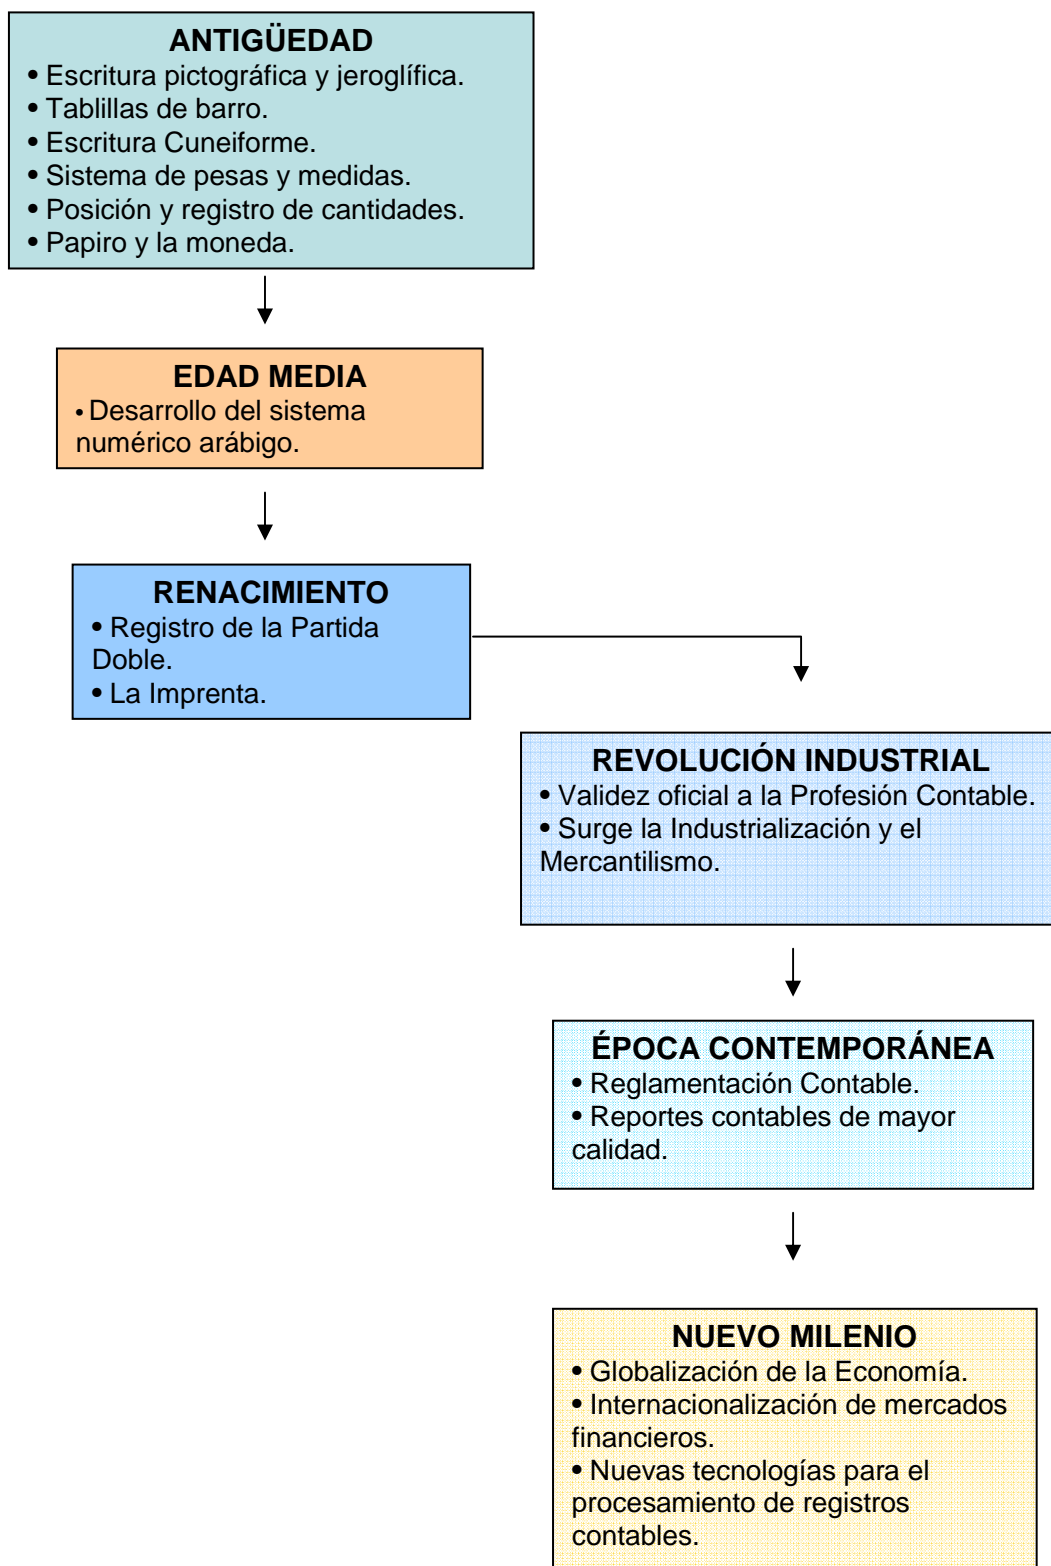 ANTIGÜEDAD
• Escritura pictográfica y jeroglífica.
• Tablillas de barro.
• Escritura Cuneiforme.
• Sistema de pesas y medidas.
• Posición y registro de cantidades.
• Papiro y la moneda.
EDAD MEDIA
• Desarrollo del sistema
numérico arábigo.
RENACIMIENTO
• Registro de la Partida
Doble.
• La Imprenta.
REVOLUCIÓN INDUSTRIAL
• Validez oficial a la Profesión Contable.
• Surge la Industrialización y el
Mercantilismo.
ÉPOCA CONTEMPORÁNEA
• Reglamentación Contable.
• Reportes contables de mayor
calidad.
NUEVO MILENIO
• Globalización de la Economía.
• Internacionalización de mercados
financieros.
• Nuevas tecnologías para el
procesamiento de registros
contables.